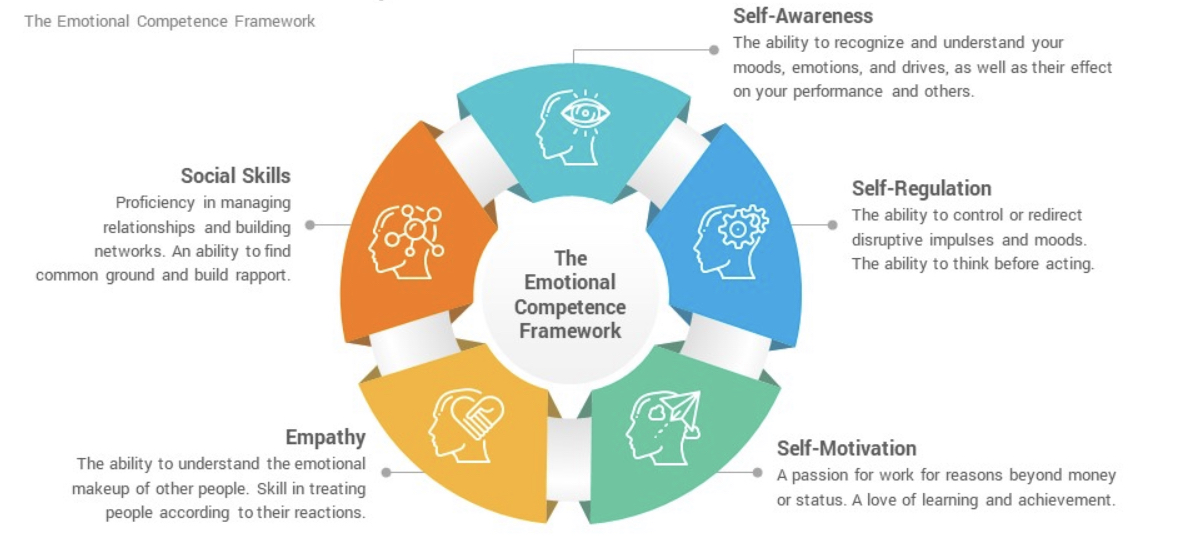 The Emotional Competence Framework
Self-Awareness
The ability to recognize and understand your
moods, emotions, and drives, as well as their effect
on your performance and others.
Self-Regulation
The ability to control or redirect
disruptive impulses and moods.
The ability to think before acting.
Self-Motivation
A passion for work for reasons beyond money
or status. A love of learning and achievement.
Empathy
The ability to understand the emotional
makeup of other people. Skill in treating
people according to their reactions.
Social Skills
Proficiency in managing
relationships and building
networks. An ability to find
common ground and build rapport.
The
Emotional
Competence
Framework